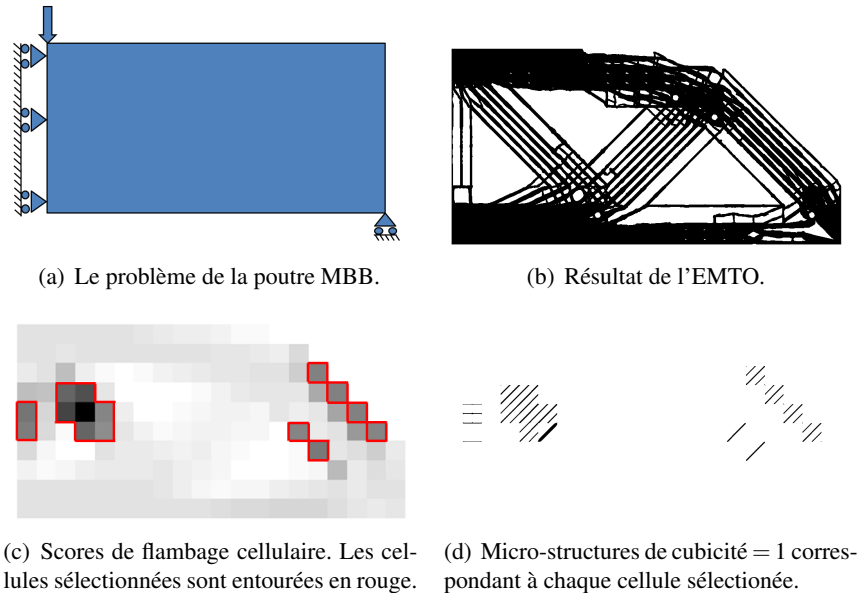 (a) Le problème de la poutre MBB.
(b) Résultat de l'EMTO.
(c) Scores de flambage cellulaire. Les cel-
lules sélectionnées sont entourées en rouge.
(d) Micro-structures de cubicité = 1 corres-
pondant à chaque cellule sélectionée.